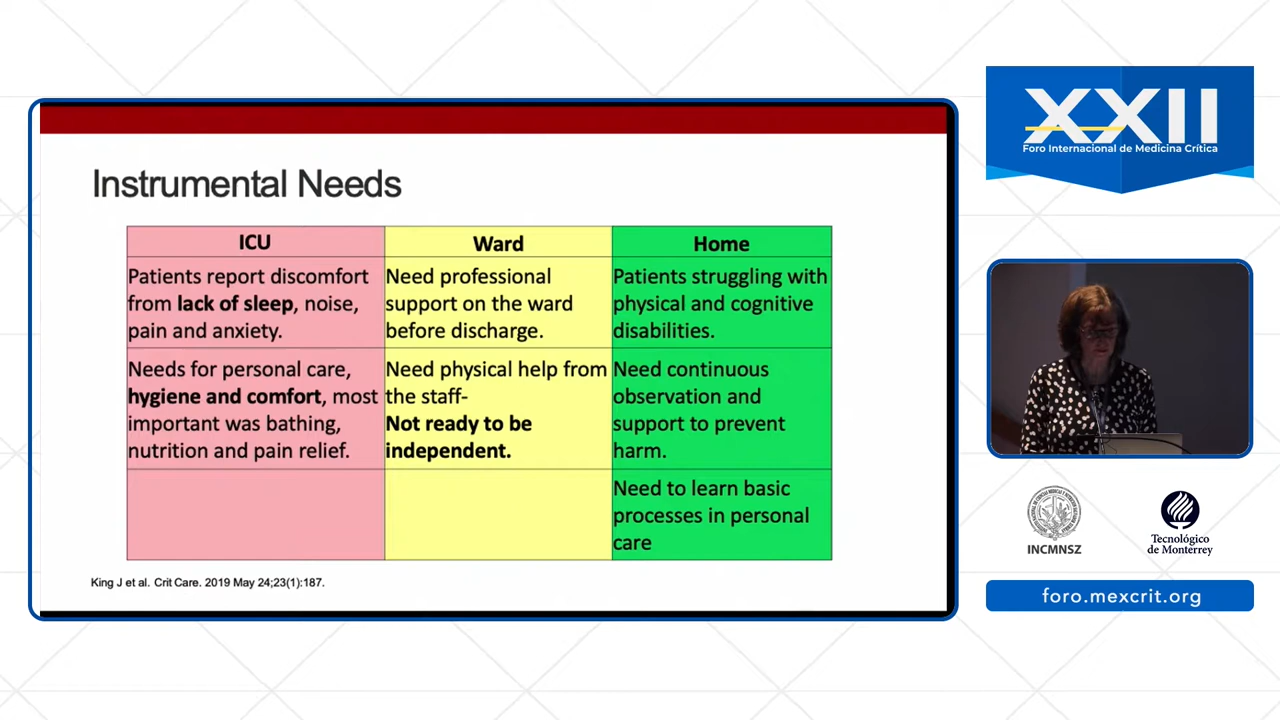 Instrumental Needs
ICU
Ward
Home
Patients report discomfort
from lack of sleep, noise,
pain and anxiety.
Need professional
support on the ward
before discharge.
Patients struggling with
physical and cognitive
disabilities.
Needs for personal care,
hygiene and comfort, most
important was bathing,
nutrition and pain relief.
Need physical help from
the staff-
Not ready to be
independent.
Need continuous
observation and
support to prevent
harm.
Need to learn basic
processes in personal
care
King J et al. Crit Care. 2019 May 24;23(1):187.
XXII
Foro Internacional de Medicina Crítica
INCMNSZ
Tecnológico
de Monterrey
foro.mexcrit.org